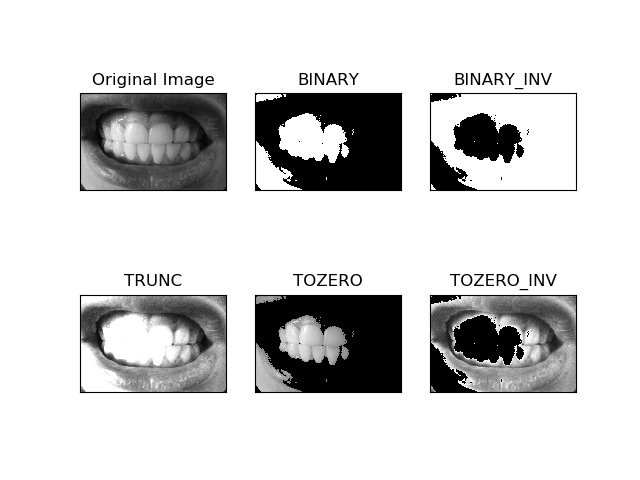 Original Image
BINARY
BINARY_INV
TRUNC
TOZERO
TOZERO_INV